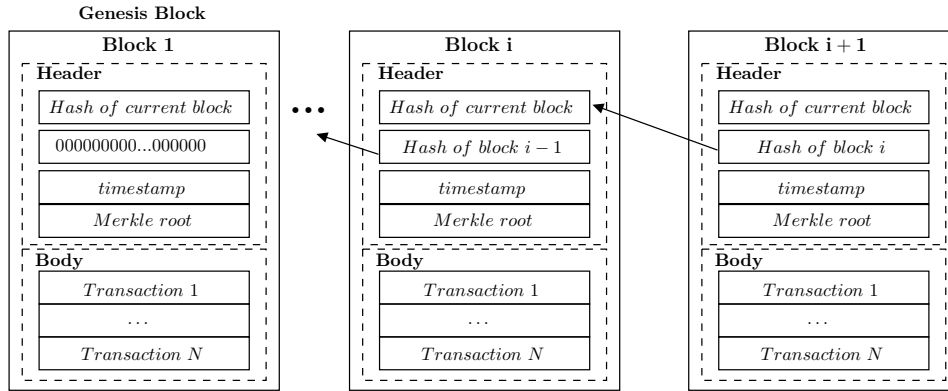 Genesis Block
Block 1
Header
Hash of current block
000000000...000000
timestamp
Merkle root
Body
Transaction 1
...
Transaction N
...
Block i
Header
Hash of current block
Hash of block i − 1
timestamp
Merkle root
Body
Transaction 1
...
Transaction N
Block i + 1
Header
Hash of current block
Hash of block i
timestamp
Merkle root
Body
Transaction 1
...
Transaction N